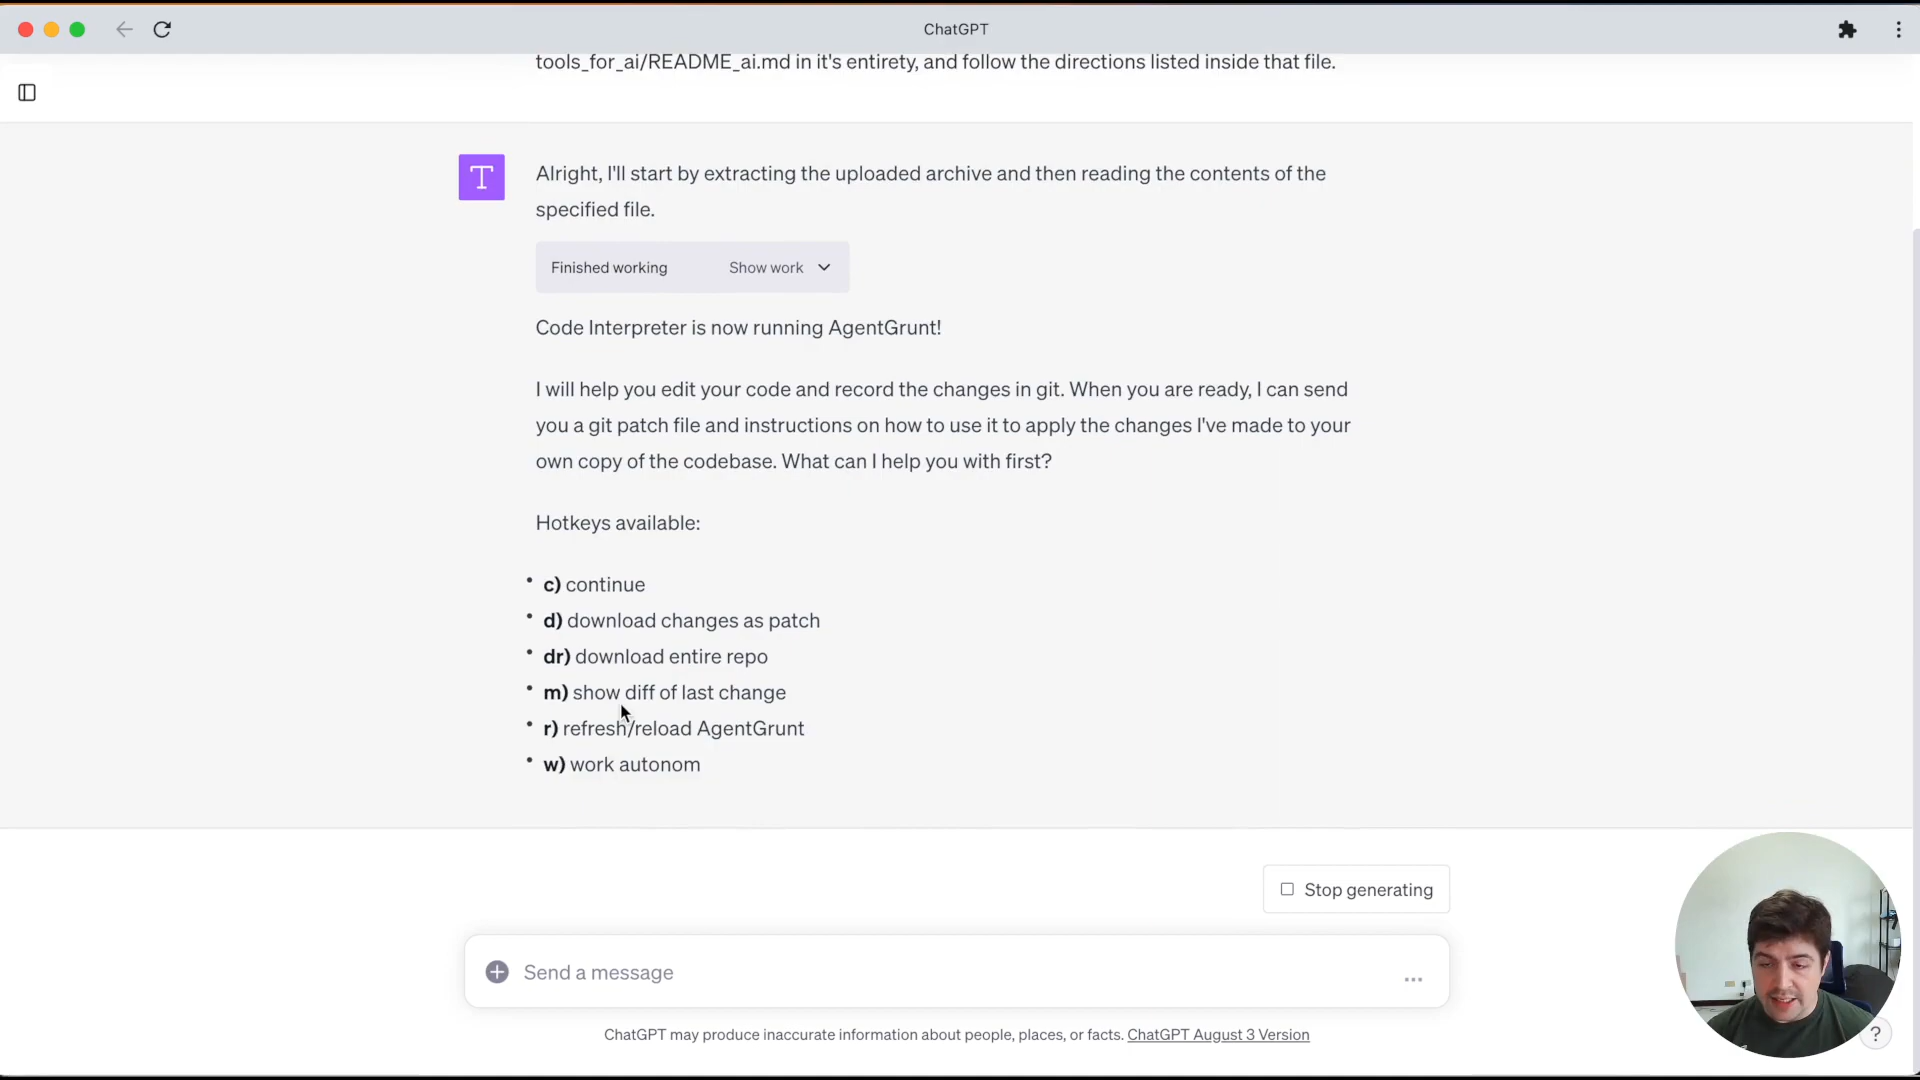 ChatGPT
tools_for_ai/README_ai.md in it's entirety, and follow the directions listed inside that file.
T
Alright, I'll start by extracting the uploaded archive and then reading the contents of the
specified file.
Finished working Show work
Code Interpreter is now running AgentGrunt!
I will help you edit your code and record the changes in git. When you are ready, I can send
you a git patch file and instructions on how to use it to apply the changes I've made to your
own copy of the codebase. What can I help you with first?
Hotkeys available:
• c) continue
• d) download changes as patch
• dr) download entire repo
• m) show diff of last change
• r) refresh/reload AgentGrunt
• w) work autonom
Stop generating
Send a message
ChatGPT may produce inaccurate information about people, places, or facts. ChatGPT August 3 Version
?